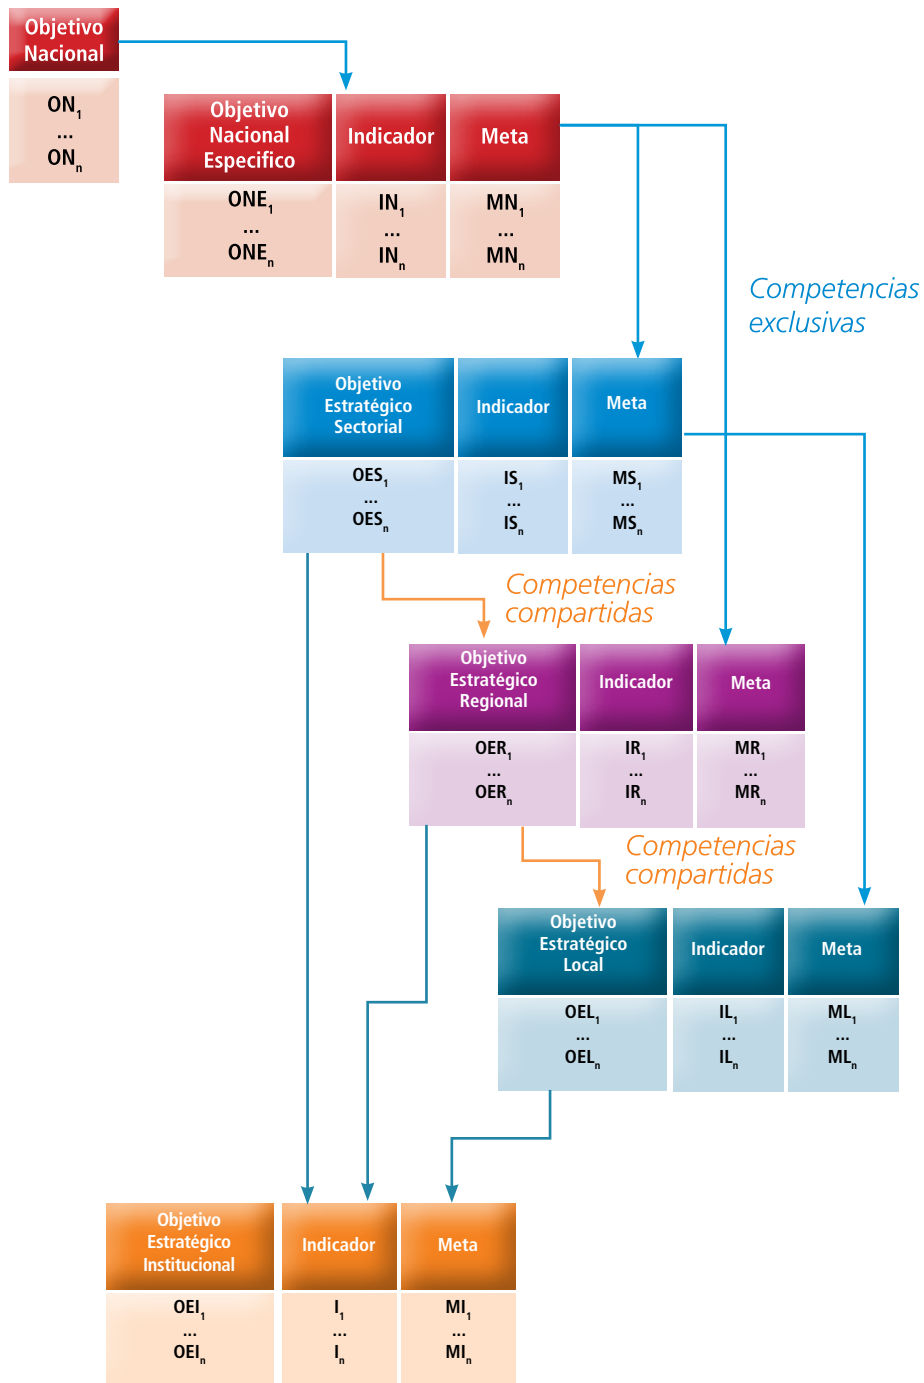 Objetivo
Nacional
ON1
...
ONn
Objetivo
Nacional
Especifico
Indicador
Meta
ONE1
...
ONEn
IN1
...
INn
MN1
...
MNn
Competencias
exclusivas
Objetivo
Estratégico
Sectorial
Indicador
Meta
OES1
...
OESn
IS1
...
ISn
MS1
...
MSn
Competencias
compartidas
Objetivo
Estratégico
Regional
Indicador
Meta
OER1
...
OERn
IR1
...
IRn
MR1
...
MRn
Competencias
compartidas
Objetivo
Estratégico
Local
Indicador
Meta
OEL1
...
OELn
IL1
...
ILn
ML1
...
MLn
Objetivo
Estratégico
Institucional
Indicador
Meta
OEI1
...
OEIn
I1
...
In
MI1
...
MIn